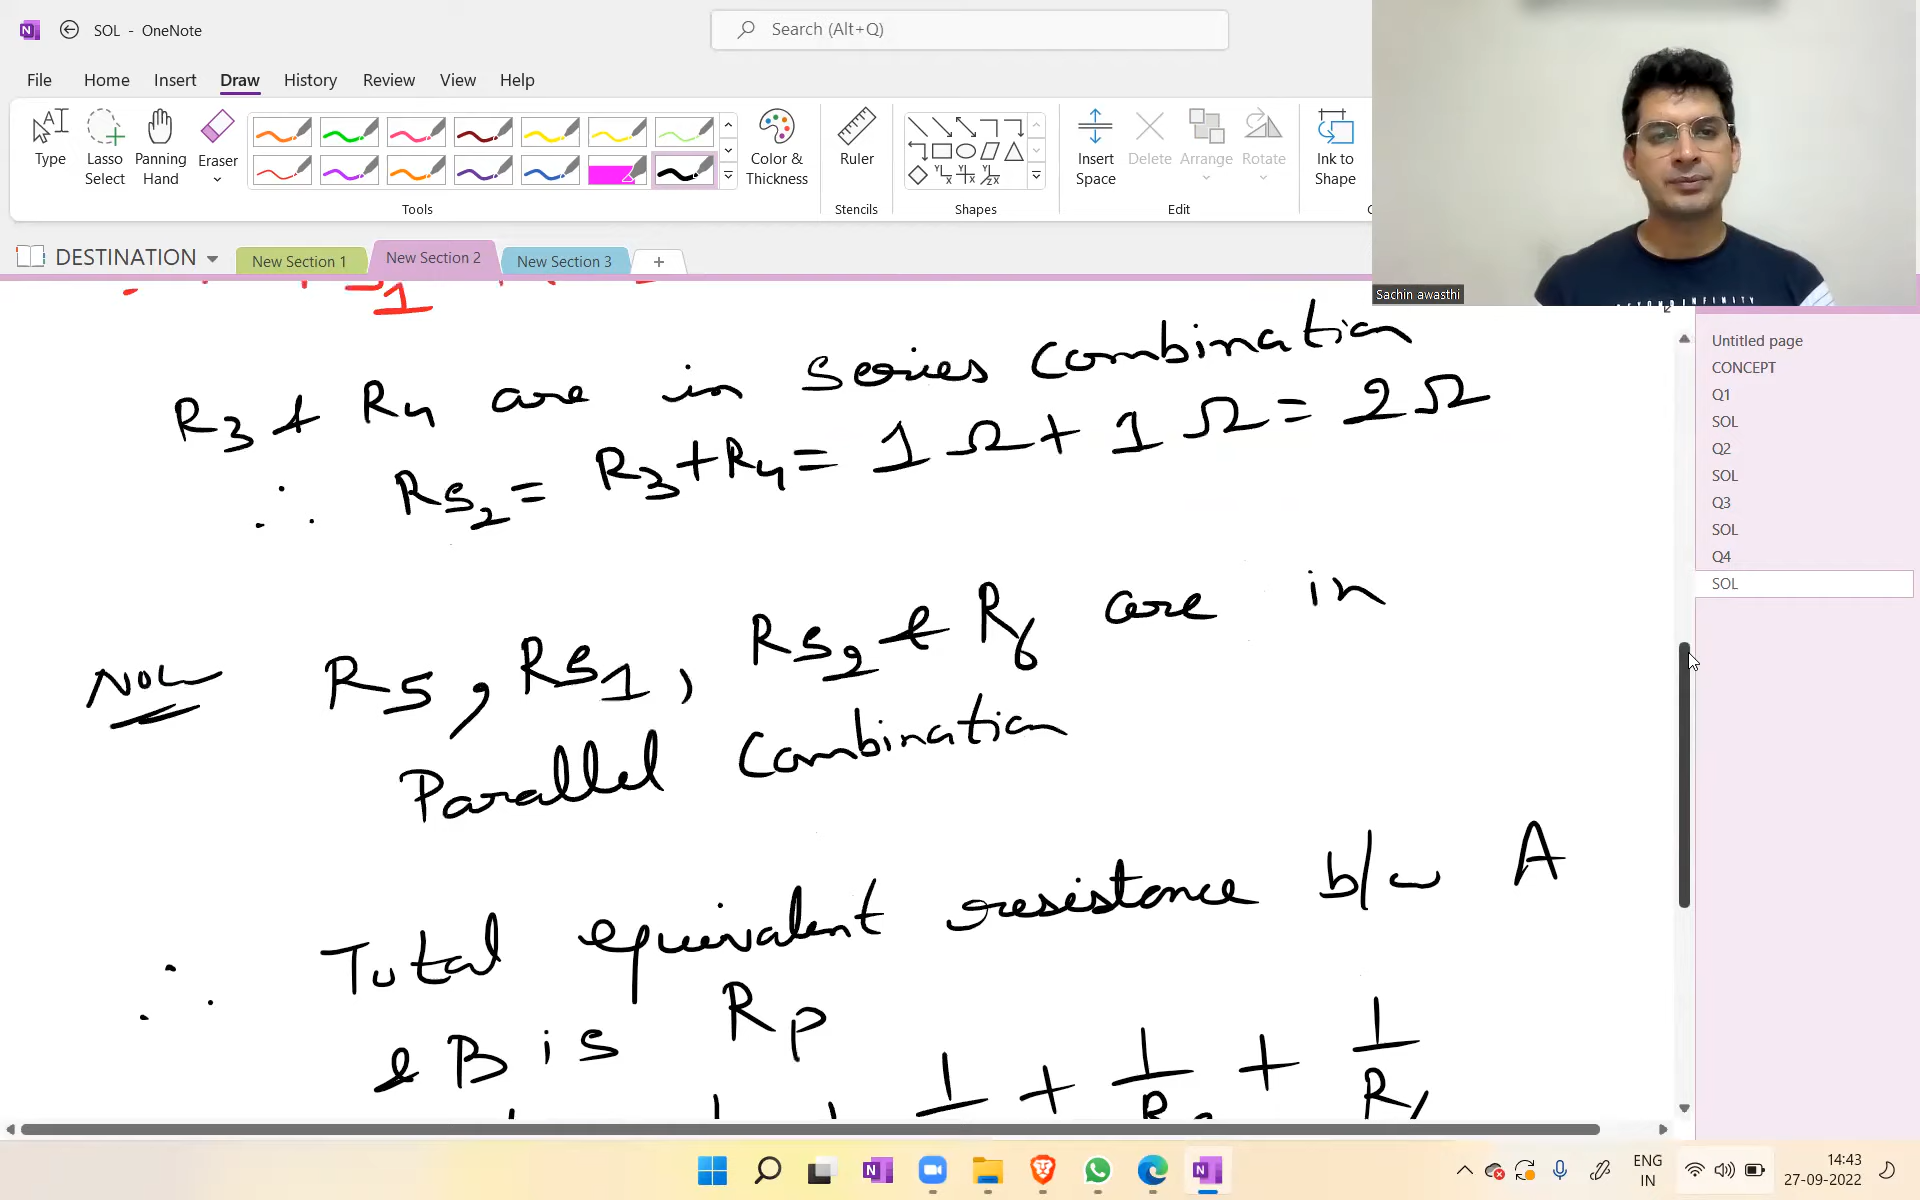 SOL - OneNote
Search (Alt+Q)
File Home Insert Draw History Review View Help
Type
Lasso Select
Panning Hand
Eraser
Color & Thickness
Ruler
Insert Space
Delete
Arrange
Rotate
Ink to Shape
Tools
Stencils
Shapes
Edit
DESTINATION
New Section 1
New Section 2
New Section 3
Sachin awasthi
R3 & R4 are in Series Combination
∴ RS2 = R3+R4 = 1Ω + 1Ω = 2Ω
Now R5, RS1, RS2 & R6 are in
Parallel Combination
∴ Total equivalent resistance b/w A
& B is Rp
1 + 1 + 1
R
Untitled page
CONCEPT
Q1
SOL
Q2
SOL
Q3
SOL
Q4
SOL
ENG
IN
14:43
27-09-2022